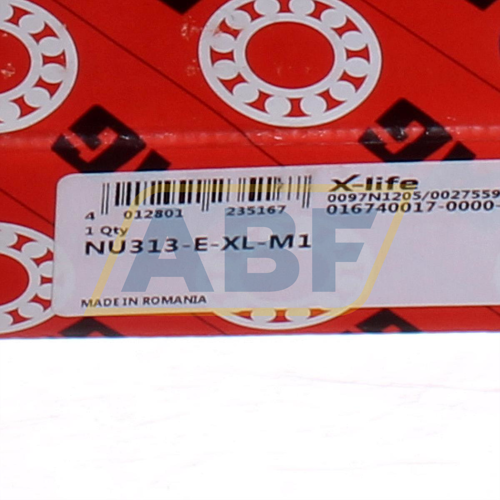 X-life
0097N1205/0027559
016740017-0000-
4 012801 235167
1 Qty
NU313-E-XL-M1
ABF
MADE IN ROMANIA